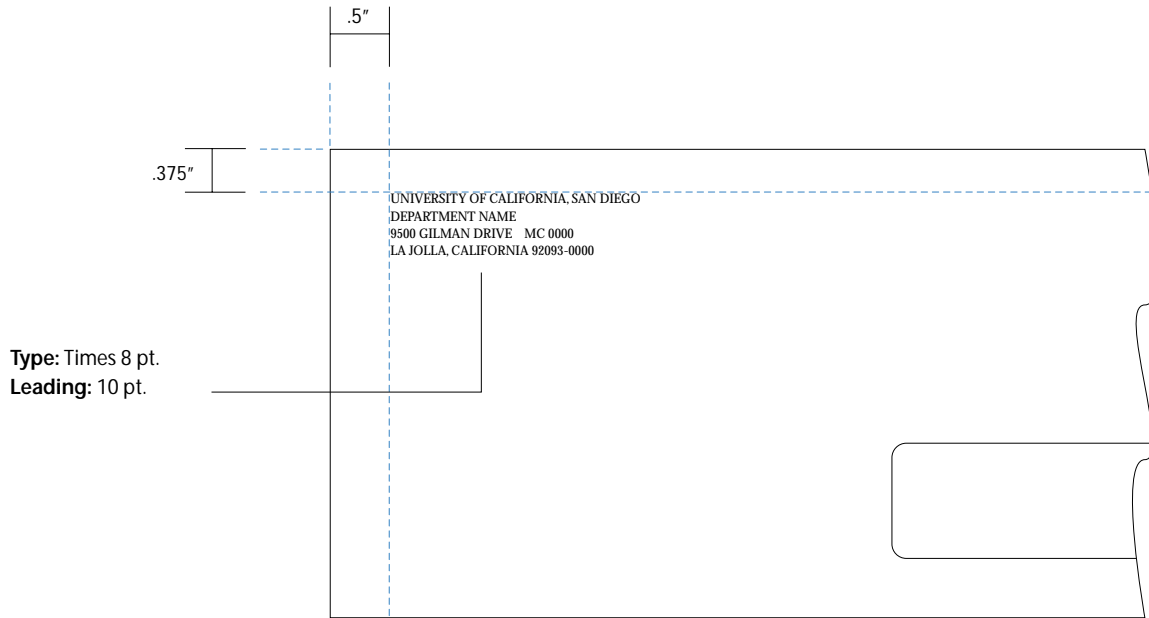 .5″
.375″
UNIVERSITY OF CALIFORNIA, SAN DIEGO
DEPARTMENT NAME
9500 GILMAN DRIVE MC 0000
LA JOLLA, CALIFORNIA 92093-0000
Type: Times 8 pt.
Leading: 10 pt.